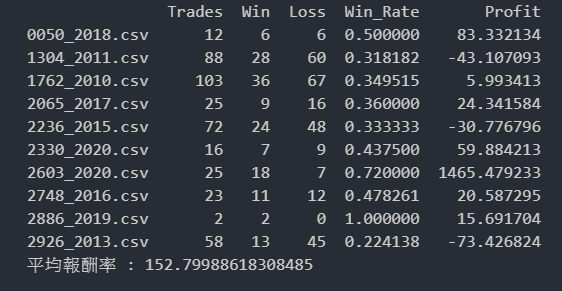 Trades Win Loss Win_Rate Profit
0050_2018.csv 12 6 6 0.500000 83.332134
1304_2011.csv 88 28 60 0.318182 -43.107093
1762_2010.csv 103 36 67 0.349515 5.993413
2065_2017.csv 25 9 16 0.360000 24.341584
2236_2015.csv 72 24 48 0.333333 -30.776796
2330_2020.csv 16 7 9 0.437500 59.884213
2603_2020.csv 25 18 7 0.720000 1465.479233
2748_2016.csv 23 11 12 0.478261 20.587295
2886_2019.csv 2 2 0 1.000000 15.691704
2926_2013.csv 58 13 45 0.224138 -73.426824
平均報酬率 : 152.79988618308485